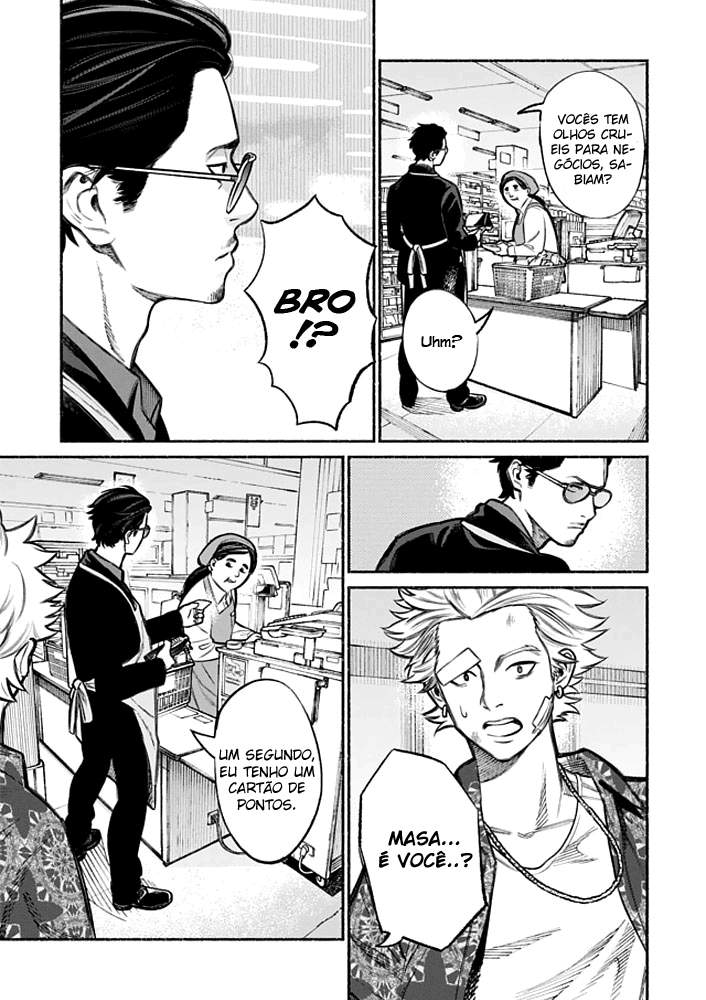 VOCÊS TEM
OLHOS CRU-
EIS PARA NE-
GÓCIOS, SA-
BIAM?
Uhm?
BRO
!?
MASA...
É VOCÊ..?
UM SEGUNDO,
EU TENHO UM
CARTÃO DE
PONTOS.